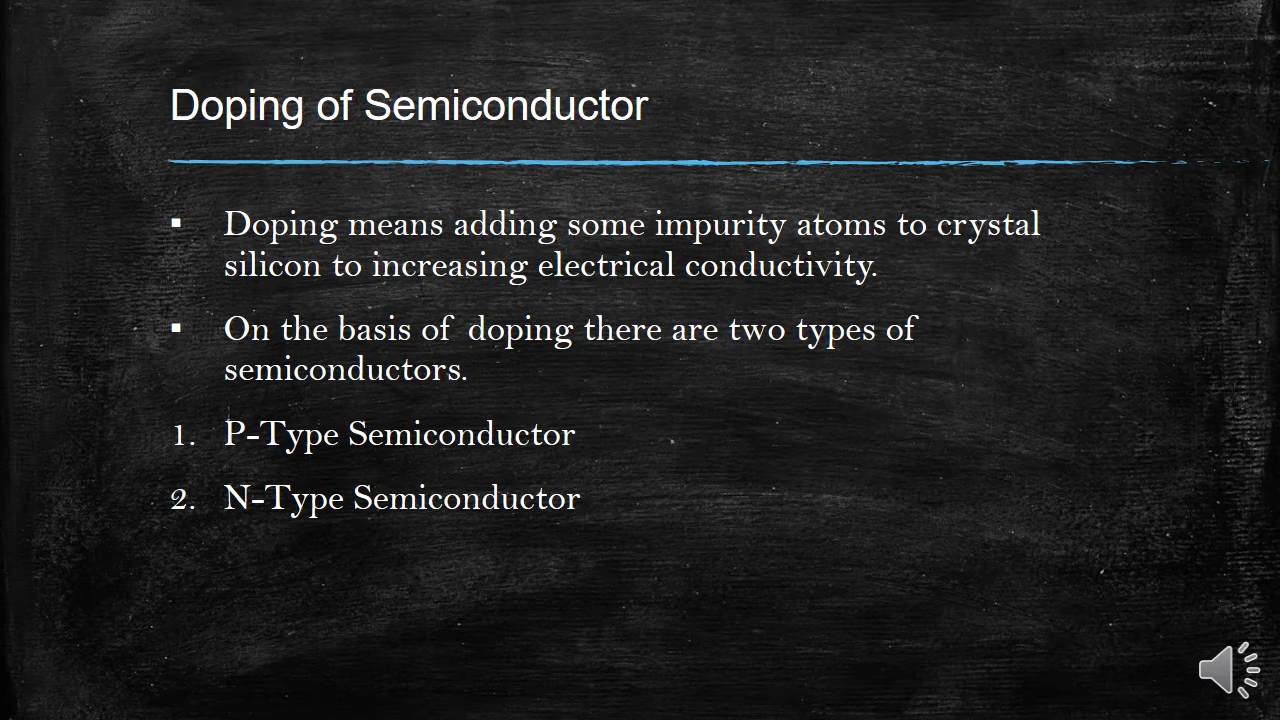 Doping of Semiconductor
▪ Doping means adding some impurity atoms to crystal
silicon to increasing electrical conductivity.
▪ On the basis of  doping there are two types of
semiconductors.
1. P-Type Semiconductor
2. N-Type Semiconductor